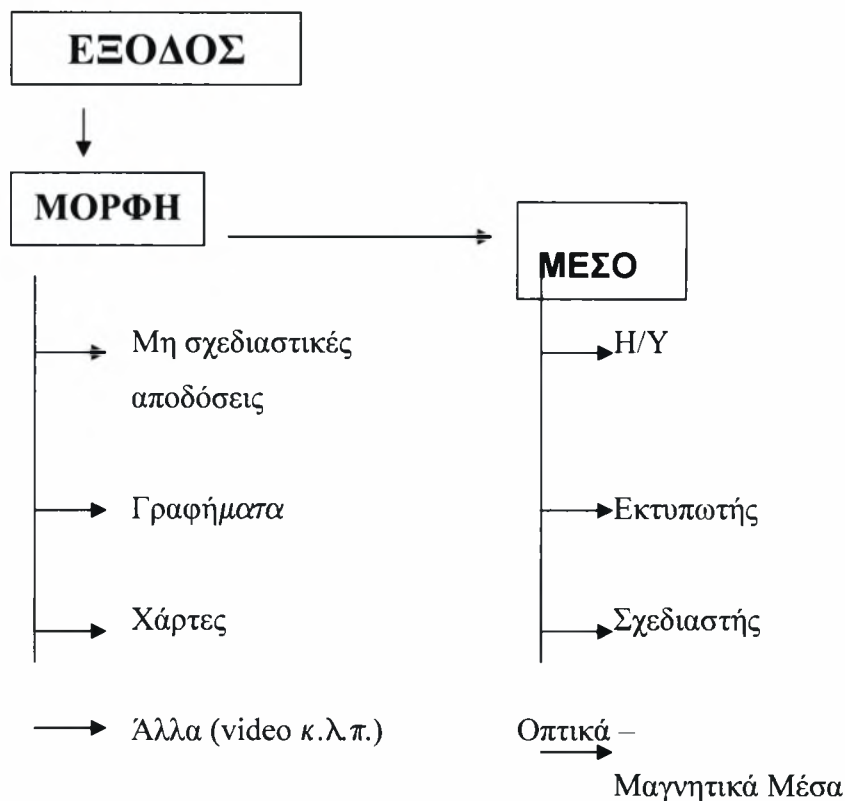 ΕΞΟΔΟΣ
ΜΟΡΦΗ
ΜΕΣΟ
Μη σχεδιαστικές
αποδόσεις
Γραφήματα
Χάρτες
Άλλα (video κ.λ.π.)
Η/Υ
Εκτυπωτής
Σχεδιαστής
Οπτικά –
Μαγνητικά Μέσα